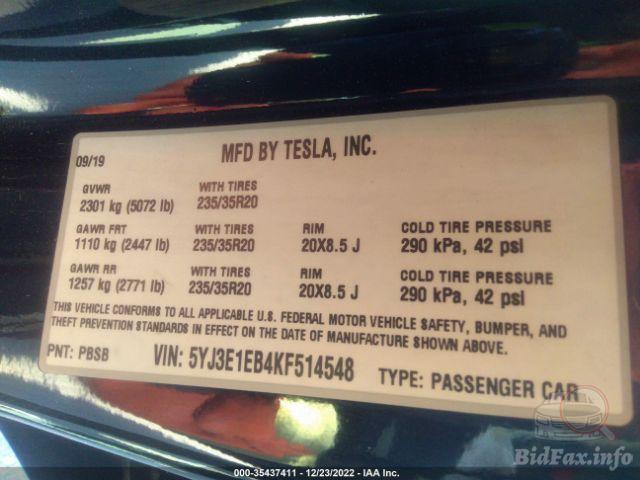 09/19
MFD BY TESLA, INC.
GVWR WITH TIRES
2301 kg (5072 lb) 235/35R20
GAWR FRT WITH TIRES RIM COLD TIRE PRESSURE
1110 kg (2447 lb) 235/35R20 20X8.5 J 290 kPa, 42 psi
GAWR RR WITH TIRES RIM COLD TIRE PRESSURE
1257 kg (2771 lb) 235/35R20 20X8.5 J 290 kPa, 42 psi
THIS VEHICLE CONFORMS TO ALL APPLICABLE U.S. FEDERAL MOTOR VEHICLE SAFETY, BUMPER, AND
THEFT PREVENTION STANDARDS IN EFFECT ON THE DATE OF MANUFACTURE SHOWN ABOVE.
PNT: PBSB VIN: 5YJ3E1EB4KF514548 TYPE: PASSENGER CAR
BidFax.info
000-35437411 - 12/23/2022 - IAA Inc.